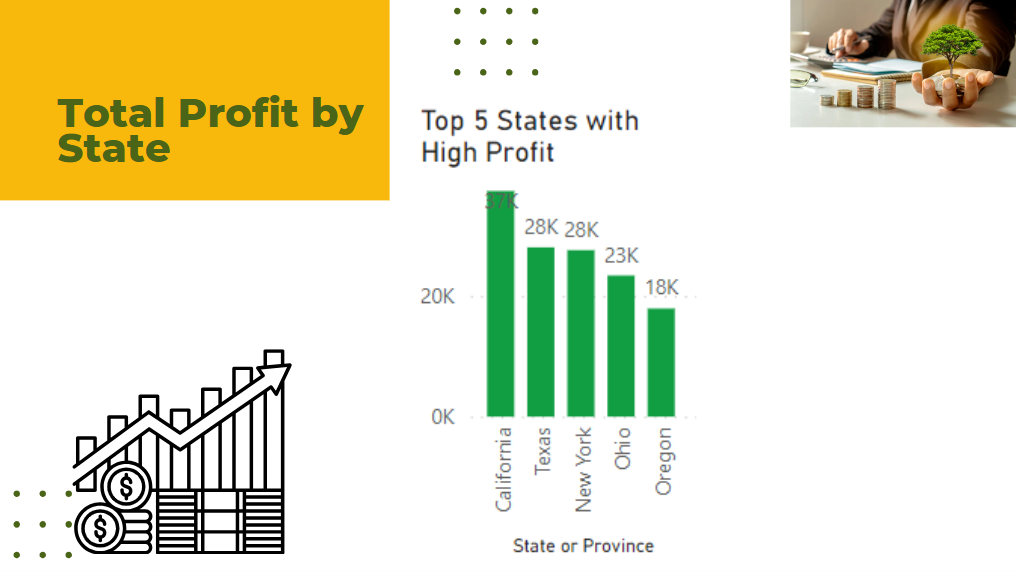 Total Profit by
State
Top 5 States with
High Profit
37K
28K
28K
23K
18K
20K
0K
California
Texas
New York
Ohio
Oregon
State or Province
$
$